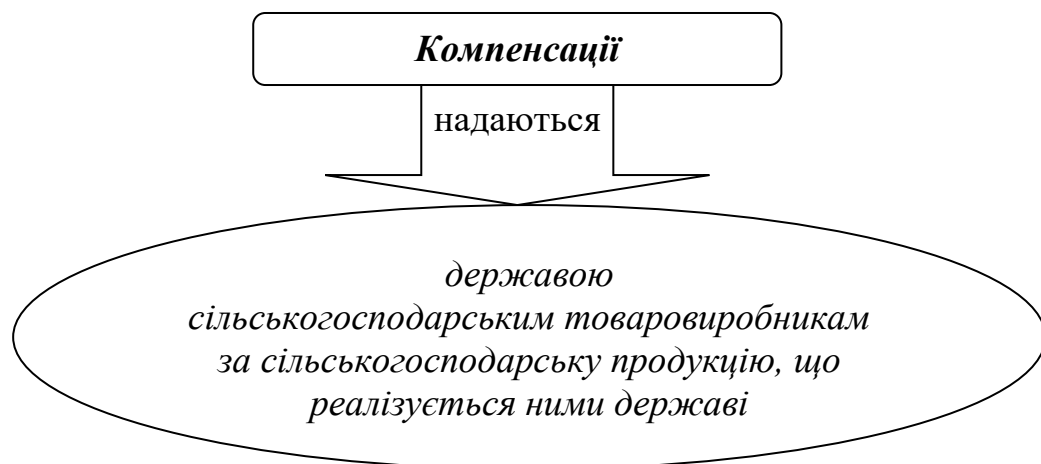 Компенсації
надаються
державою
сільськогосподарським товаровиробникам
за сільськогосподарську продукцію, що
реалізується ними державі